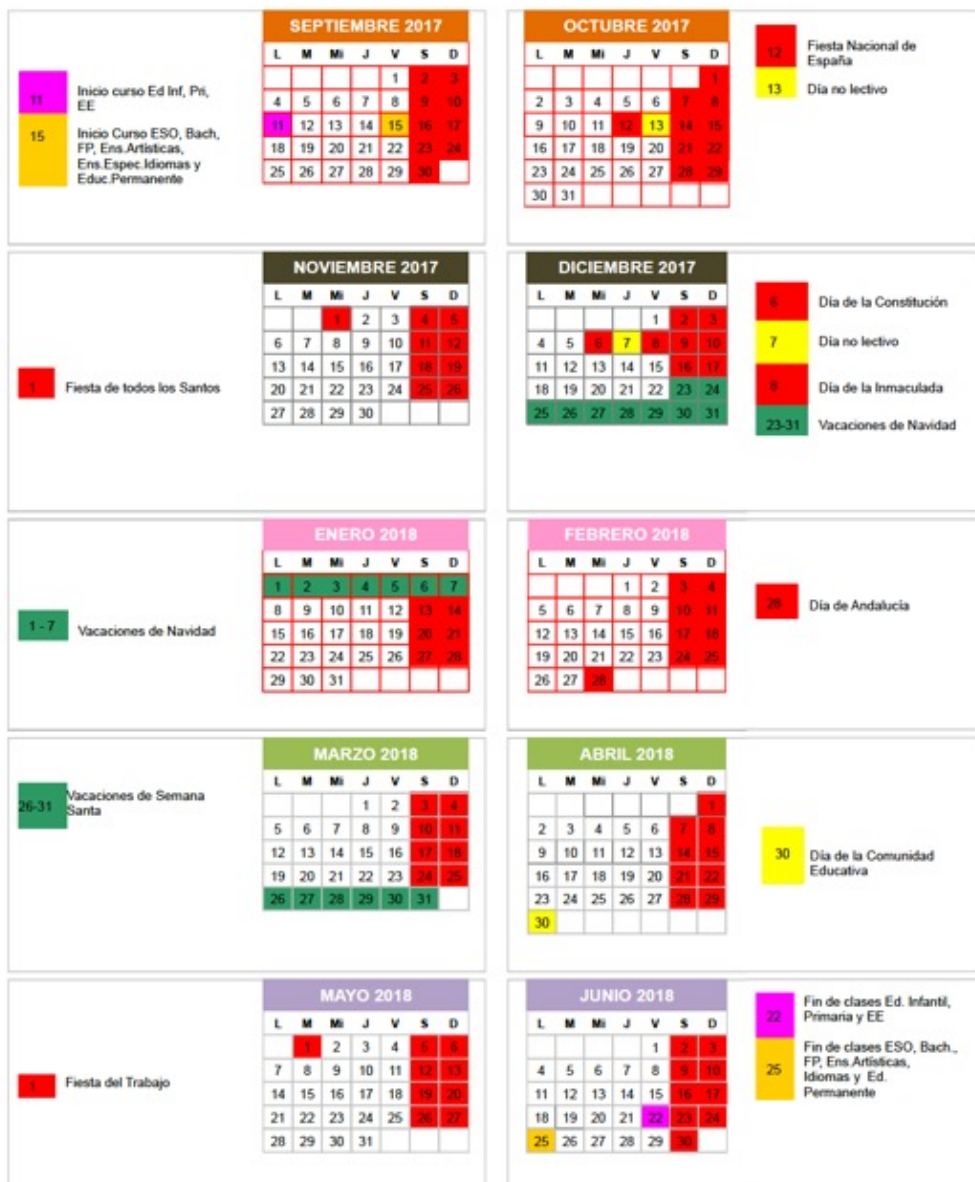 11 Inicio curso Ed Inf, Pri,
EE
15 Inicio Curso ESO, Bach,
FP, Ens.Artísticas,
Ens.Espec.Idiomas y
Educ.Permanente
SEPTIEMBRE 2017
L M Mi J V S D
1 2 3
4 5 6 7 8 9 10
11 12 13 14 15 16 17
18 19 20 21 22 23 24
25 26 27 28 29 30
OCTUBRE 2017
L M Mi J V S D
1
2 3 4 5 6 7 8
9 10 11 12 13 14 15
16 17 18 19 20 21 22
23 24 25 26 27 28 29
30 31
12 Fiesta Nacional de
España
13 Día no lectivo
1 Fiesta de todos los Santos
NOVIEMBRE 2017
L M Mi J V S D
1 2 3 4 5
6 7 8 9 10 11 12
13 14 15 16 17 18 19
20 21 22 23 24 25 26
27 28 29 30
DICIEMBRE 2017
L M Mi J V S D
1 2 3
4 5 6 7 8 9 10
11 12 13 14 15 16 17
18 19 20 21 22 23 24
25 26 27 28 29 30 31
6 Día de la Constitución
7 Día no lectivo
8 Día de la Inmaculada
23-31 Vacaciones de Navidad
1 - 7 Vacaciones de Navidad
ENERO 2018
L M Mi J V S D
1 2 3 4 5 6 7
8 9 10 11 12 13 14
15 16 17 18 19 20 21
22 23 24 25 26 27 28
29 30 31
FEBRERO 2018
L M Mi J V S D
1 2 3 4
5 6 7 8 9 10 11
12 13 14 15 16 17 18
19 20 21 22 23 24 25
26 27 28
28 Día de Andalucía
26-31 Vacaciones de Semana
Santa
MARZO 2018
L M Mi J V S D
1 2 3 4
5 6 7 8 9 10 11
12 13 14 15 16 17 18
19 20 21 22 23 24 25
26 27 28 29 30 31
ABRIL 2018
L M Mi J V S D
1
2 3 4 5 6 7 8
9 10 11 12 13 14 15
16 17 18 19 20 21 22
23 24 25 26 27 28 29
30
30 Día de la Comunidad
Educativa
1 Fiesta del Trabajo
MAYO 2018
L M Mi J V S D
1 2 3 4 5 6
7 8 9 10 11 12 13
14 15 16 17 18 19 20
21 22 23 24 25 26 27
28 29 30 31
JUNIO 2018
L M Mi J V S D
1 2 3
4 5 6 7 8 9 10
11 12 13 14 15 16 17
18 19 20 21 22 23 24
25 26 27 28 29 30
22 Fin de clases Ed. Infantil,
Primaria y EE
25 Fin de clases ESO, Bach.,
FP, Ens.Artísticas,
Idiomas y Ed.
Permanente